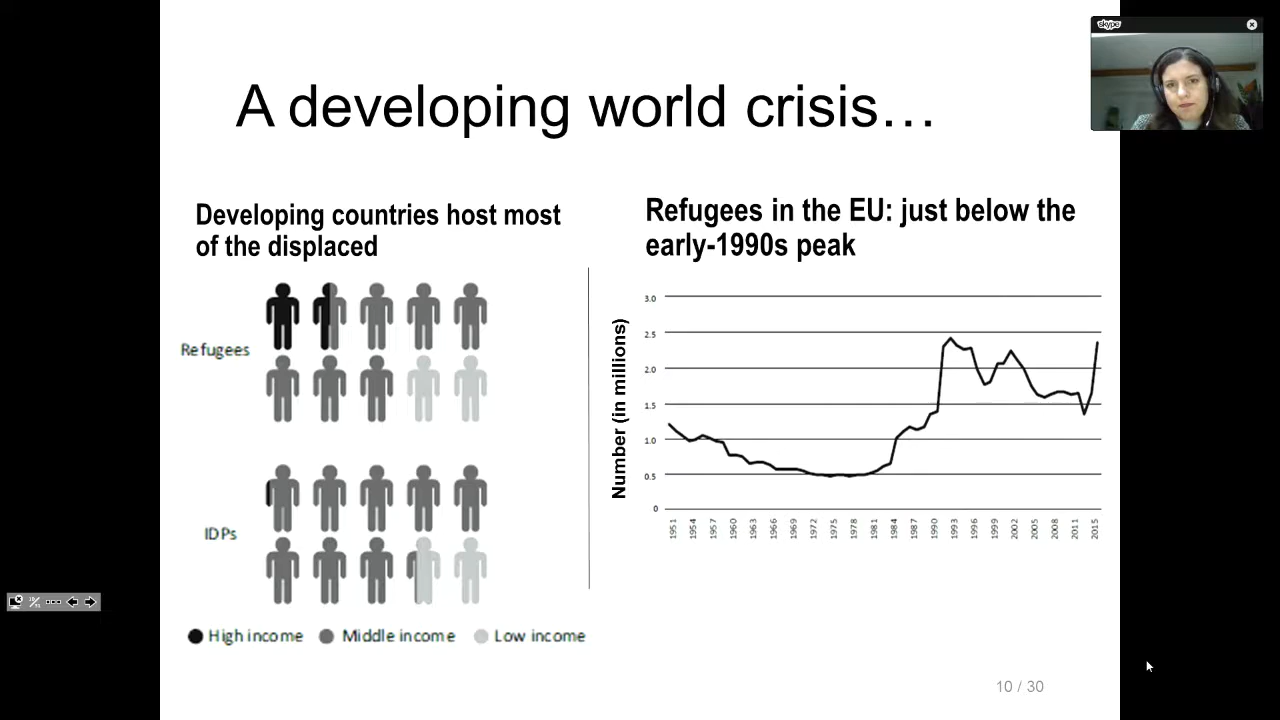 skype
A developing world crisis…
Developing countries host most
of the displaced
Refugees
IDPs
High income
Middle income
Low income
Refugees in the EU: just below the
early-1990s peak
Number (in millions)
3.0
2.5
2.0
1.5
1.0
0.5
0
1951
1954
1957
1960
1963
1966
1969
1972
1975
1978
1981
1984
1987
1990
1993
1996
1999
2002
2005
2008
2011
2015
10 / 30